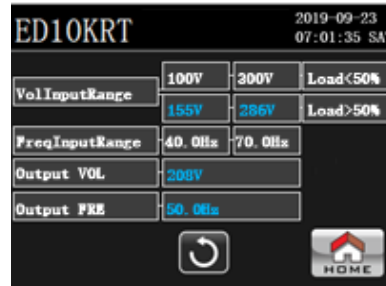 ED10KRT
2019-09-23
07:01:35 SA
VolInputRange
100V 300V Load<50%
155V 286V Load>50%
FreqInputRange 40.0Hz 70.0Hz
Output VOL 208V
Output FRE 50.0Hz
HOME